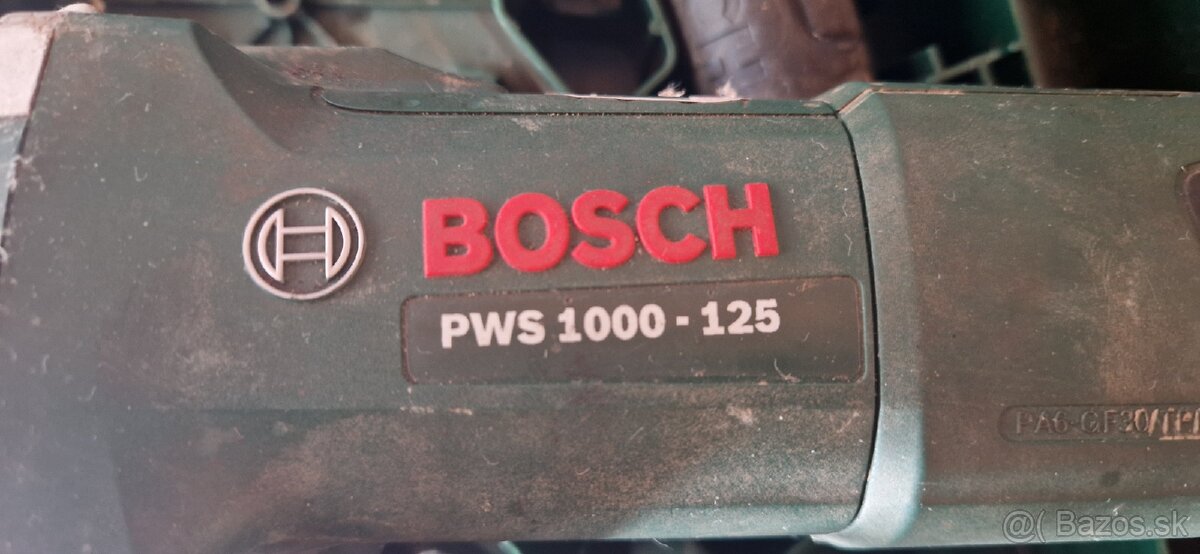 BOSCH
PWS 1000 - 125
@( Bazos.sk